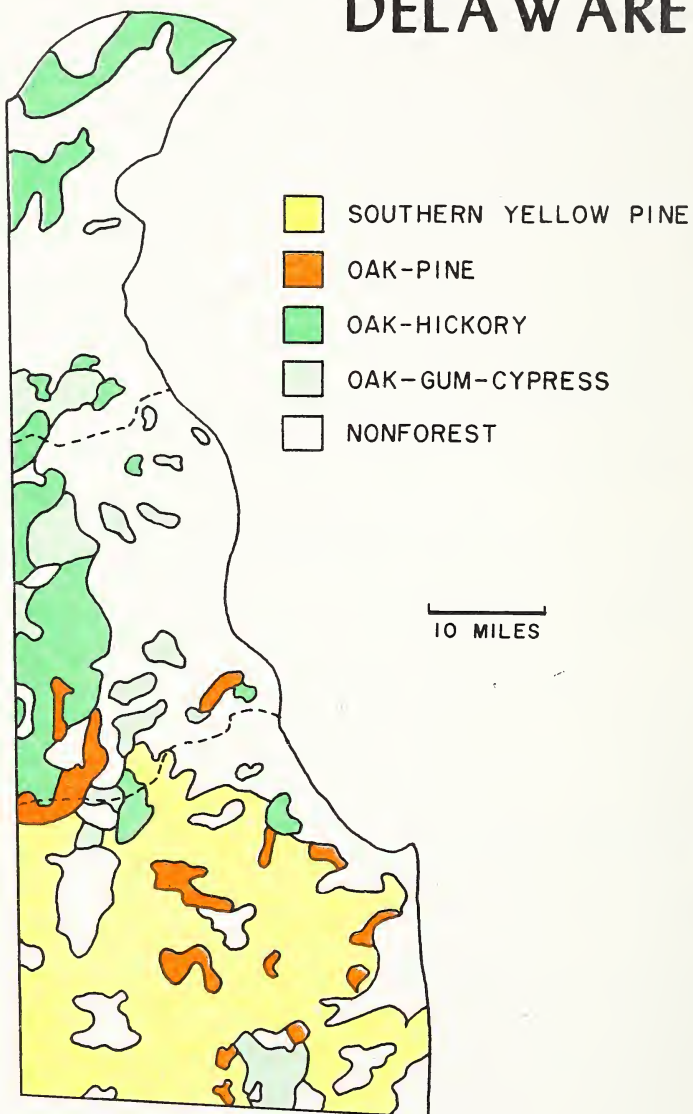 DELAWARE
SOUTHERN YELLOW PINE
OAK-PINE
OAK-HICKORY
OAK-GUM-CYPRESS
NONFOREST
10 MILES